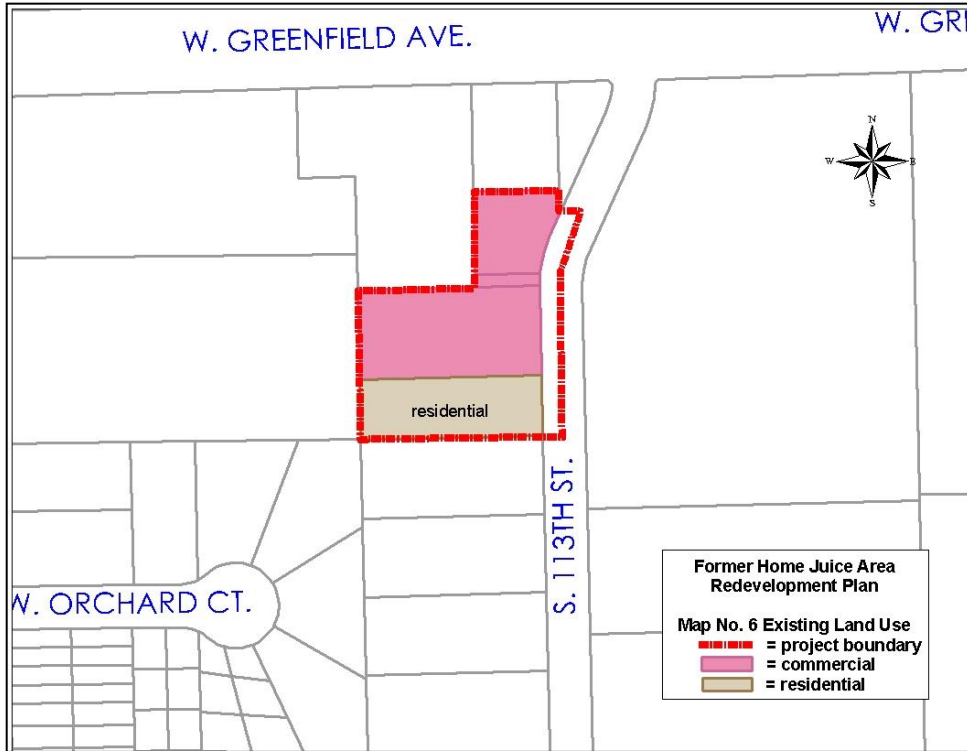 W. GREENFIELD AVE.
W. GRE
N
W
E
S
residential
S. 113TH ST.
W. ORCHARD CT.
Former Home Juice Area
Redevelopment Plan
Map No. 6 Existing Land Use
= project boundary
= commercial
= residential